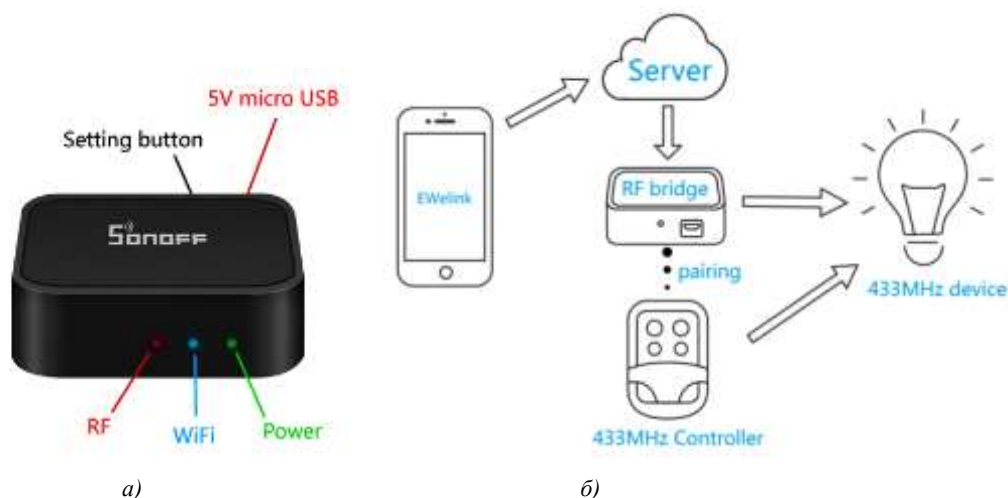 5V micro USB
Setting button
SONOFF
RF
WiFi
Power
а)
Server
EWelink
RF bridge
pairing
433MHz device
433MHz Controller
б)